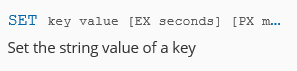 SET key value [EX seconds] [PX m...
Set the string value of a key